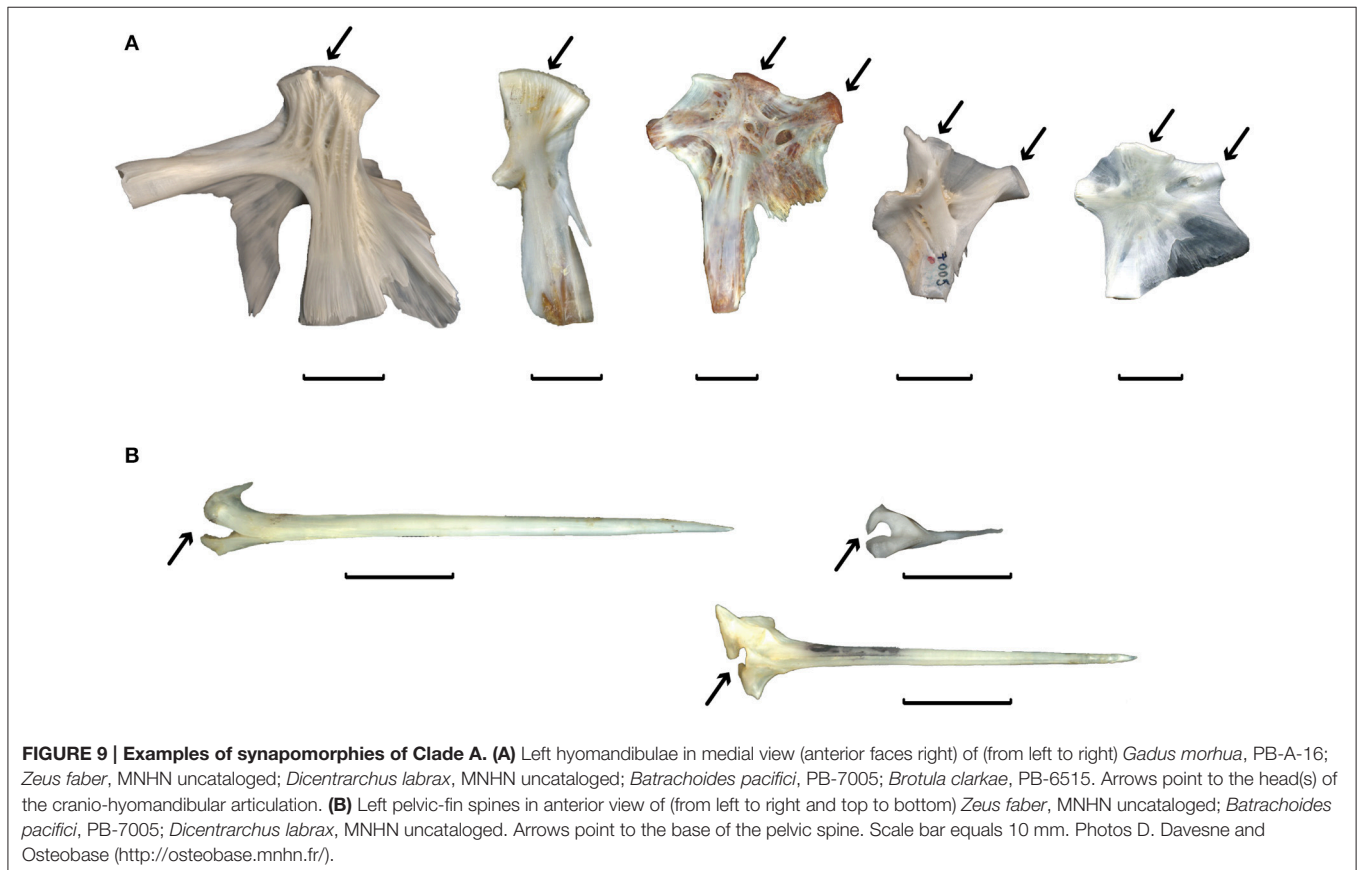 A
7005
B
FIGURE 9 | Examples of synapomorphies of Clade A. (A) Left hyomandibulae in medial view (anterior faces right) of (from left to right) Gadus morhua, PB-A-16;
Zeus faber, MNHN uncataloged; Dicentrarchus labrax, MNHN uncataloged; Batrachoides pacifici, PB-7005; Brotula clarkae, PB-6515. Arrows point to the head(s) of
the cranio-hyomandibular articulation. (B) Left pelvic-fin spines in anterior view of (from left to right and top to bottom) Zeus faber, MNHN uncataloged; Batrachoides
pacifici, PB-7005; Dicentrarchus labrax, MNHN uncataloged. Arrows point to the base of the pelvic spine. Scale bar equals 10 mm. Photos D. Davesne and
Osteobase (http://osteobase.mnhn.fr/).